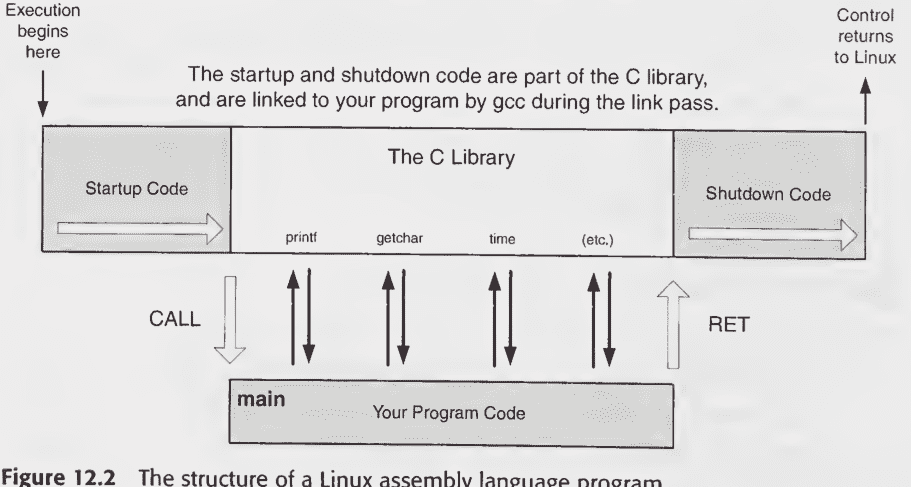 Execution
begins
here
Control
returns
to Linux
The startup and shutdown code are part of the C library,
and are linked to your program by gcc during the link pass.
The C Library
Startup Code
Shutdown Code
printf getchar time (etc.)
CALL
RET
main
Your Program Code
Figure 12.2 The structure of a Linux assembly language program